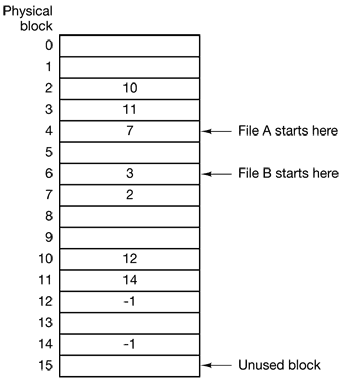 Physical
block
0
1
2 10
3 11
4 7 File A starts here
5
6 3 File B starts here
7 2
8
9
10 12
11 14
12 -1
13
14 -1
15 Unused block